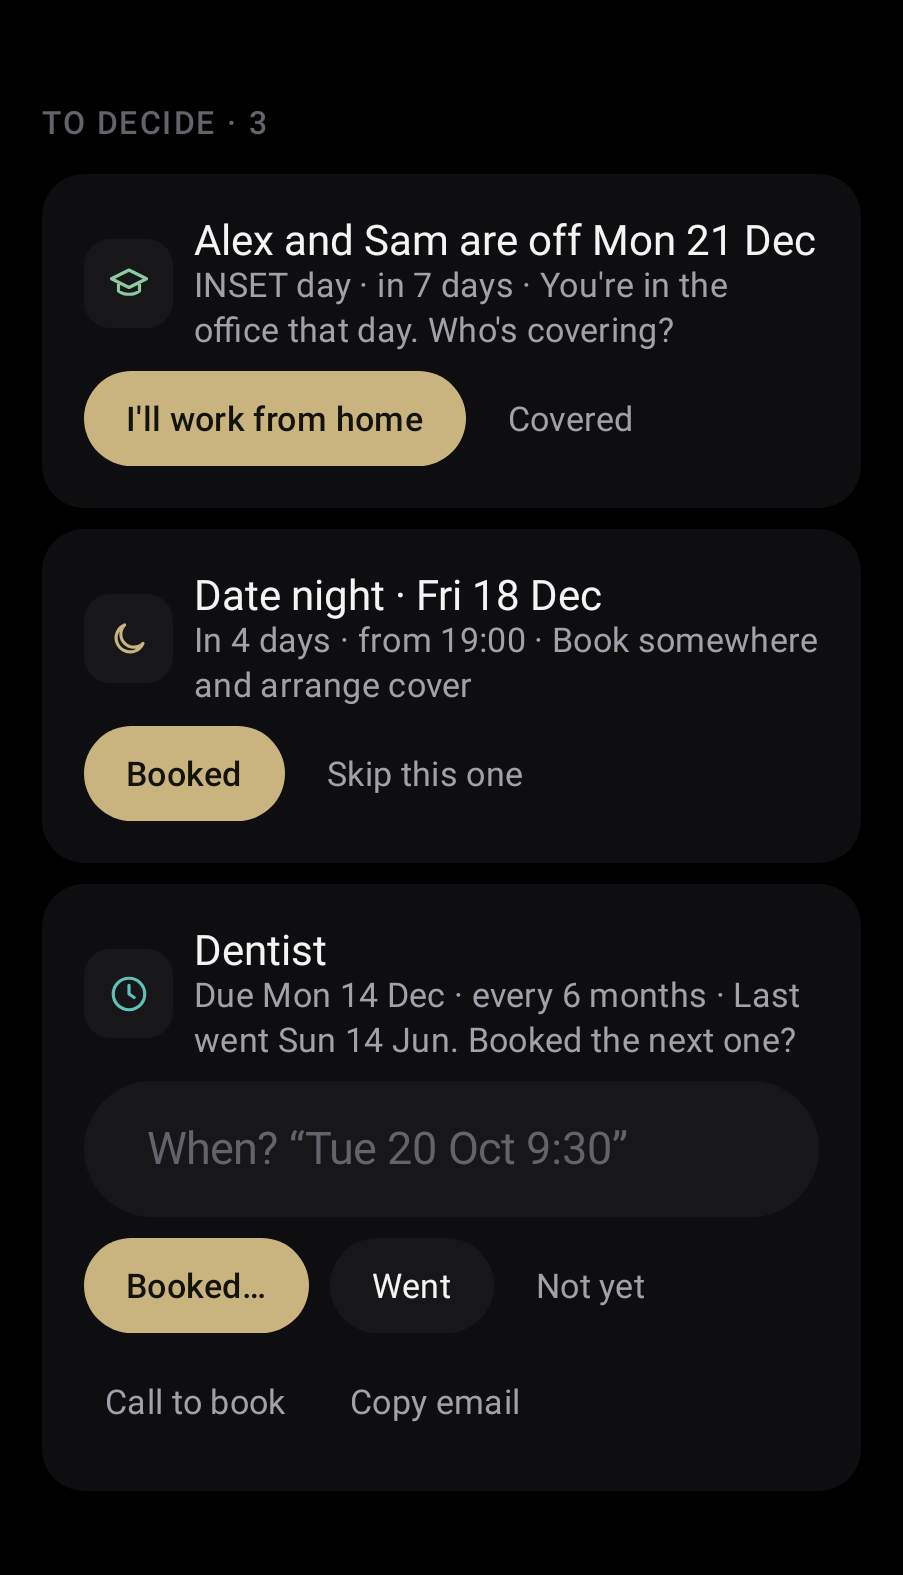 TO DECIDE · 3
Alex and Sam are off Mon 21 Dec
INSET day · in 7 days · You're in the
office that day. Who's covering?
I'll work from home
Covered
Date night · Fri 18 Dec
In 4 days · from 19:00 · Book somewhere
and arrange cover
Booked
Skip this one
Dentist
Due Mon 14 Dec · every 6 months · Last
went Sun 14 Jun. Booked the next one?
When? “Tue 20 Oct 9:30”
Booked…
Went
Not yet
Call to book
Copy email